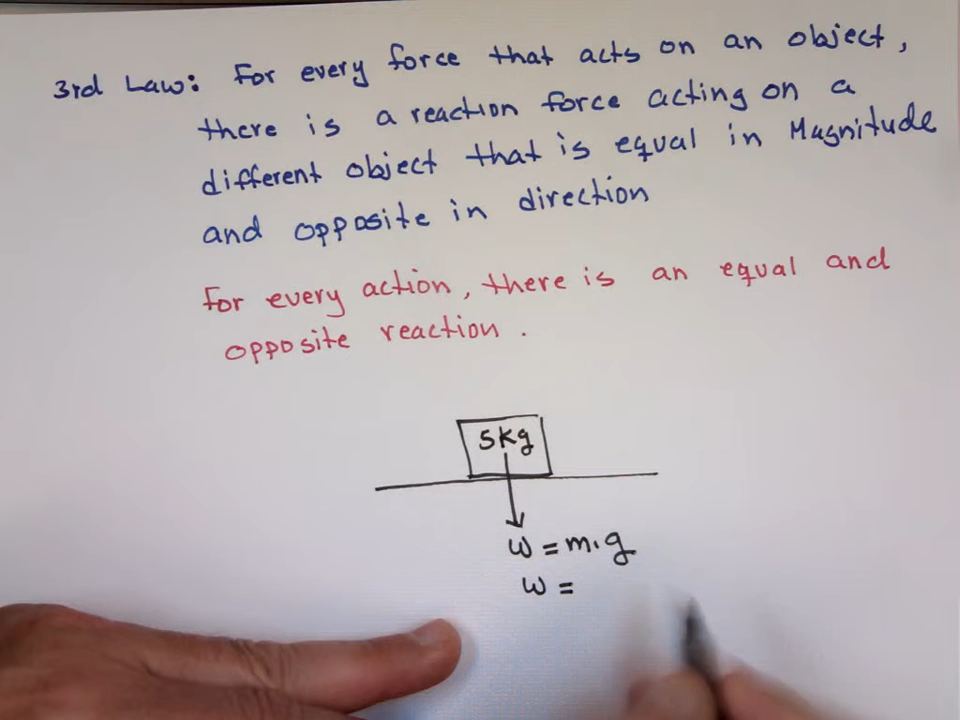 3rd Law: For every force that acts on an object,
there is a reaction force acting on a
different object that is equal in Magnitude
and opposite in direction
For every action, there is an equal and
opposite reaction.
5kg
W = m.g
W =